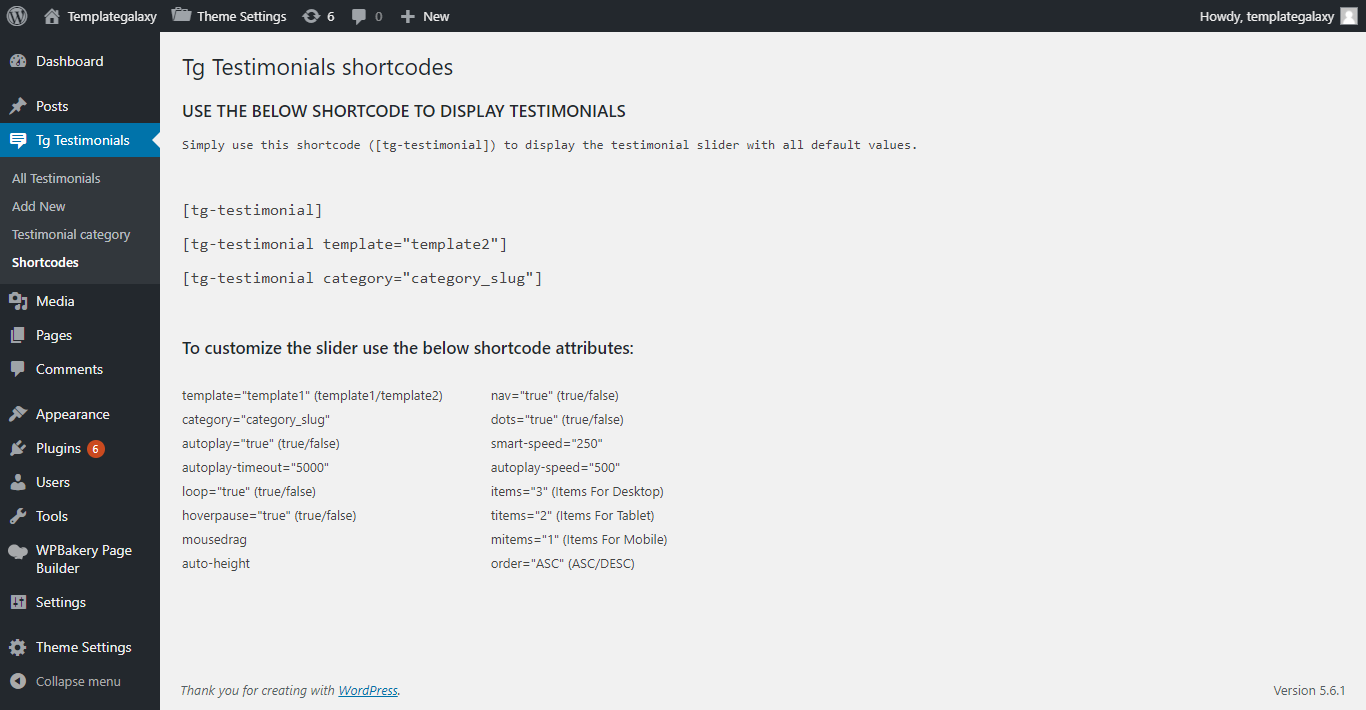 Templategalaxy
Theme Settings
6
0
New
Howdy, templategalaxy
Dashboard
Posts
Tg Testimonials
All Testimonials
Add New
Testimonial category
Shortcodes
Media
Pages
Comments
Appearance
Plugins 6
Users
Tools
WPBakery Page
Builder
Settings
Theme Settings
Collapse menu
Tg Testimonials shortcodes
USE THE BELOW SHORTCODE TO DISPLAY TESTIMONIALS
Simply use this shortcode ([tg-testimonial]) to display the testimonial slider with all default values.
[tg-testimonial]
[tg-testimonial template="template2"]
[tg-testimonial category="category_slug"]
To customize the slider use the below shortcode attributes:
template="template1" (template1/template2)
category="category_slug"
autoplay="true" (true/false)
autoplay-timeout="5000"
loop="true" (true/false)
hoverpause="true" (true/false)
mousedrag
auto-height
nav="true" (true/false)
dots="true" (true/false)
smart-speed="250"
autoplay-speed="500"
items="3" (Items For Desktop)
titems="2" (Items For Tablet)
mitems="1" (Items For Mobile)
order="ASC" (ASC/DESC)
Thank you for creating with WordPress.
Version 5.6.1